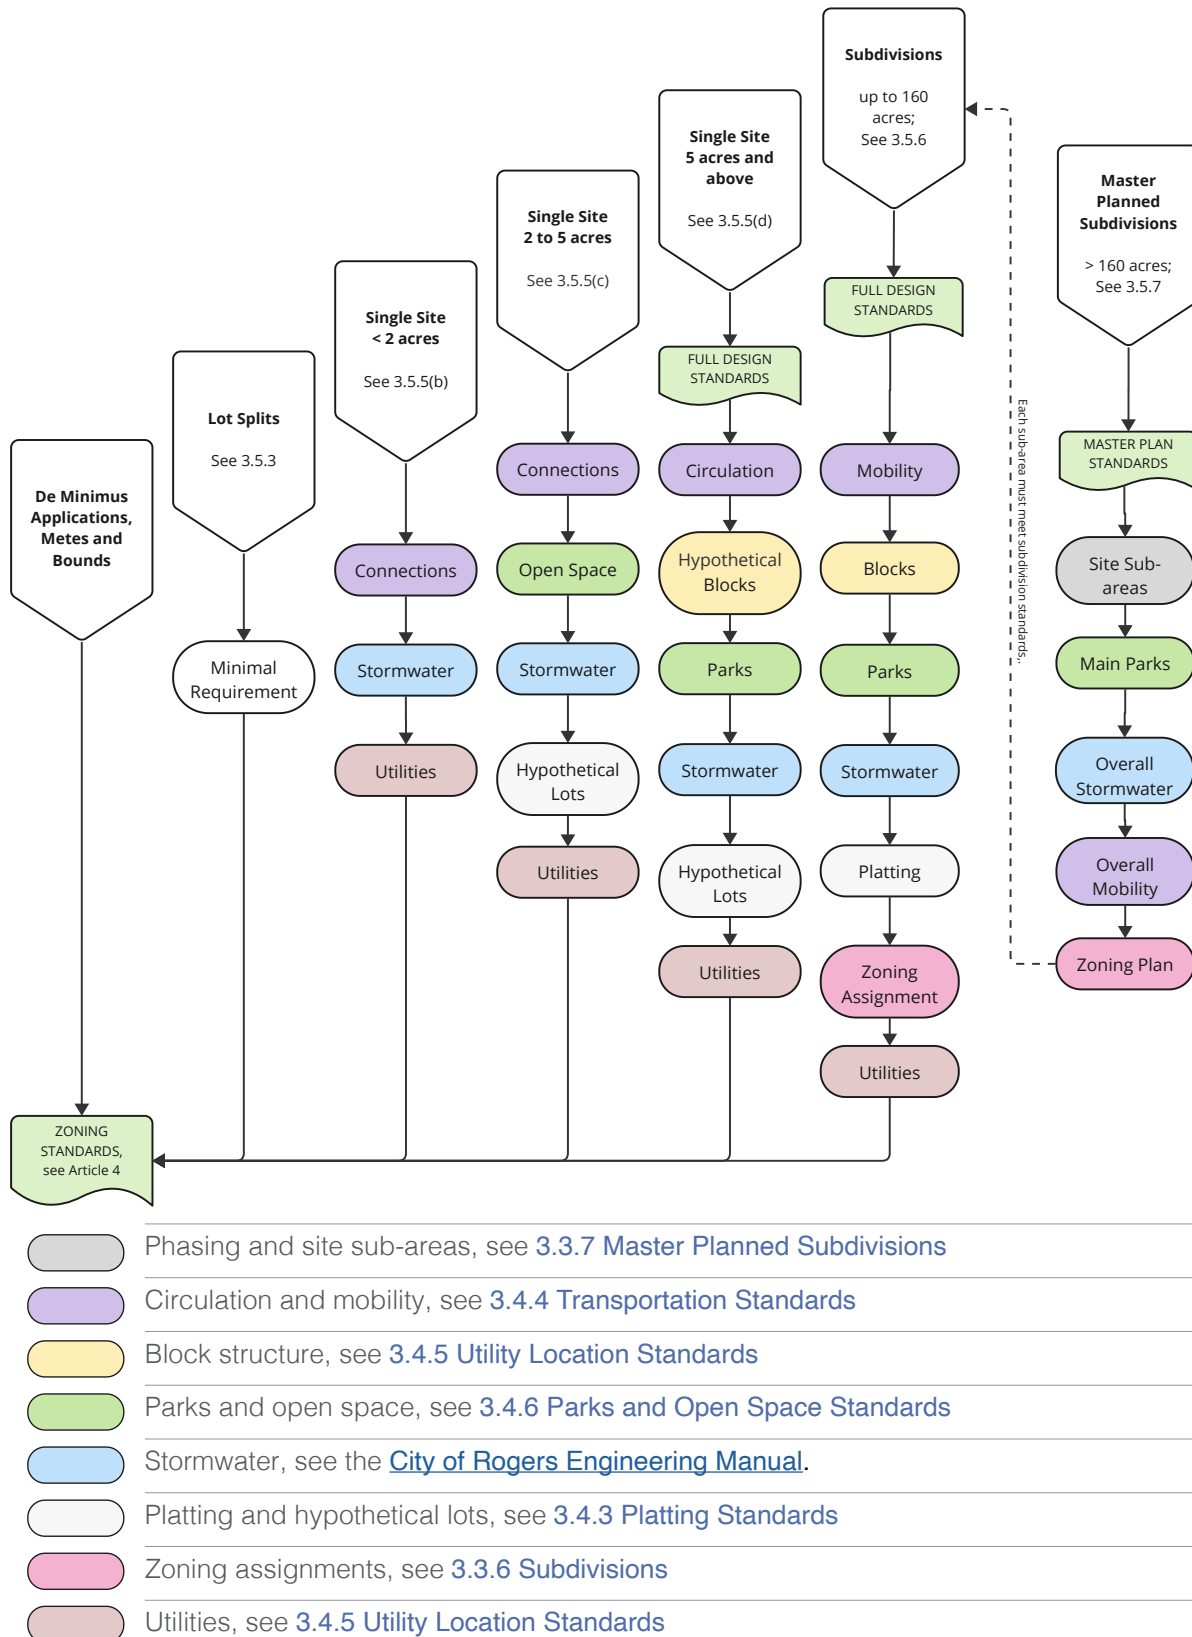 De Minimus
Applications,
Metes and
Bounds
Lot Splits
See 3.5.3
Minimal
Requirement
Single Site
< 2 acres
See 3.5.5(b)
Connections
Stormwater
Utilities
Single Site
2 to 5 acres
See 3.5.5(c)
Connections
Open Space
Stormwater
Hypothetical
Lots
Utilities
Single Site
5 acres and
above
See 3.5.5(d)
FULL DESIGN
STANDARDS
Circulation
Hypothetical
Blocks
Parks
Stormwater
Hypothetical
Lots
Utilities
Subdivisions
up to 160
acres;
See 3.5.6
FULL DESIGN
STANDARDS
Mobility
Blocks
Parks
Stormwater
Platting
Zoning
Assignment
Utilities
Each sub-area must meet subdivision standards,.
Master
Planned
Subdivisions
> 160 acres;
See 3.5.7
MASTER PLAN
STANDARDS
Site Sub-
areas
Main Parks
Overall
Stormwater
Overall
Mobility
Zoning Plan
ZONING
STANDARDS,
see Article 4
Phasing and site sub-areas, see 3.3.7 Master Planned Subdivisions
Circulation and mobility, see 3.4.4 Transportation Standards
Block structure, see 3.4.5 Utility Location Standards
Parks and open space, see 3.4.6 Parks and Open Space Standards
Stormwater, see the City of Rogers Engineering Manual.
Platting and hypothetical lots, see 3.4.3 Platting Standards
Zoning assignments, see 3.3.6 Subdivisions
Utilities, see 3.4.5 Utility Location Standards